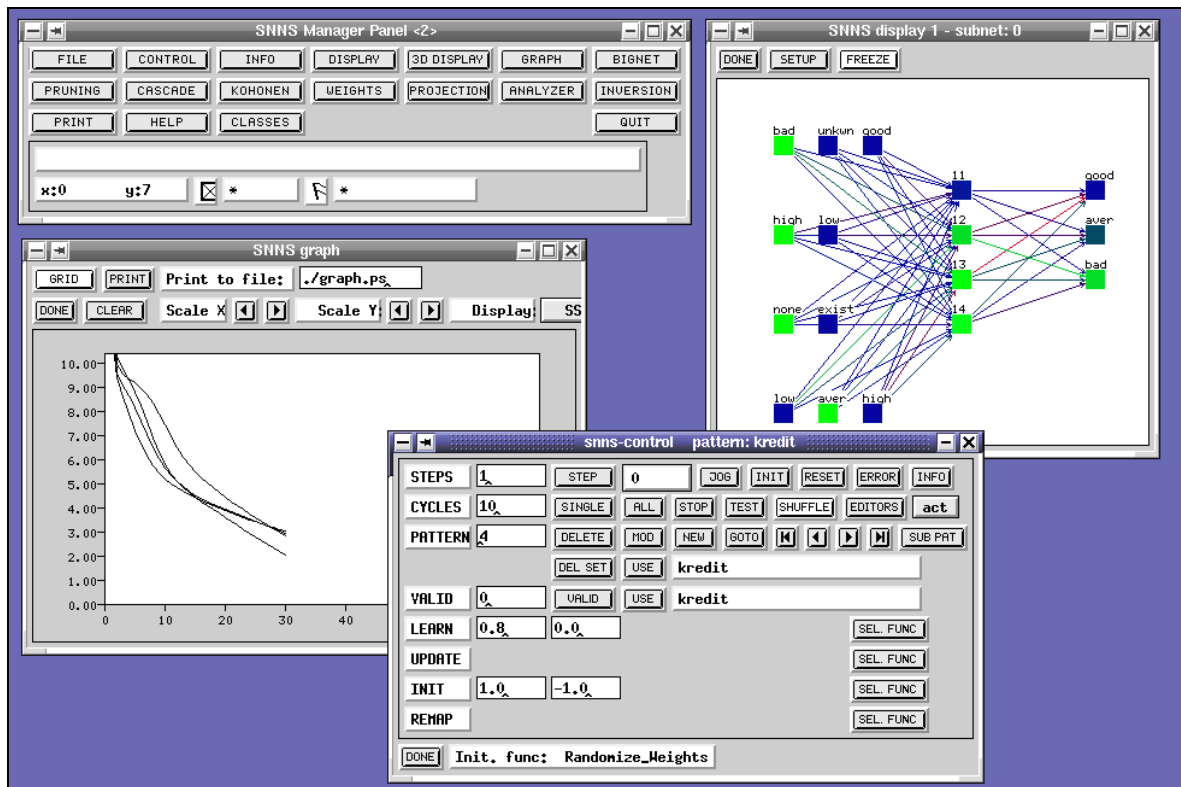 SNNS Manager Panel <2>
FILE CONTROL INFO DISPLAY 3D DISPLAY GRAPH BIGNET
PRUNING CASCADE KOHONEN WEIGHTS PROJECTION ANALYZER INVERSION
PRINT HELP CLASSES QUIT
x:0 y:7 * *
SNNS display 1 - subnet: 0
DONE SETUP FREEZE
bad unkwn good
11 good
high low 12 aver
13 bad
none exist 14
low aver high
SNNS graph
GRID PRINT Print to file: ./graph.ps
DONE CLEAR Scale X Scale Y: Display: SS
10.00
9.00
8.00
7.00
6.00
5.00
4.00
3.00
2.00
1.00
0.00
0 10 20 30 40
snns-control pattern: kredit
STEPS 1 STEP 0 JOG INIT RESET ERROR INFO
CYCLES 10 SINGLE ALL STOP TEST SHUFFLE EDITORS act
PATTERN 4 DELETE MOD NEW GOTO SUB PAT
DEL SET USE kredit
VALID 0 VALID USE kredit
LEARN 0.8 0.0 SEL. FUNC
UPDATE SEL. FUNC
INIT 1.0 -1.0 SEL. FUNC
REMAP SEL. FUNC
DONE Init. func: Randomize_Weights